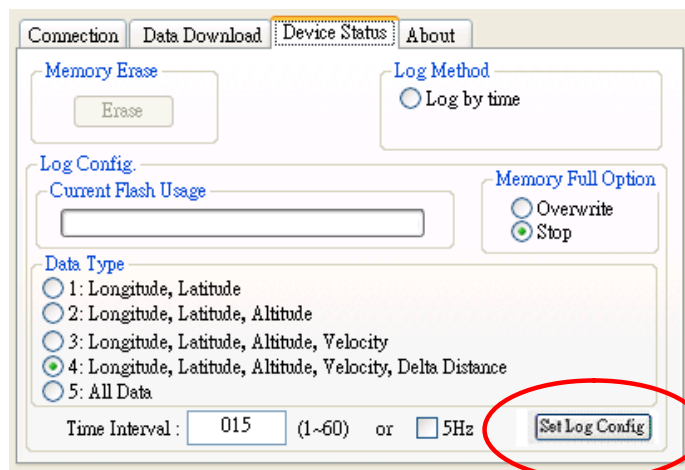 Connection Data Download Device Status About
Memory Erase
Erase
Log Method
Log by time
Log Config.
Current Flash Usage
Memory Full Option
Overwrite
Stop
Data Type
1: Longitude, Latitude
2: Longitude, Latitude, Altitude
3: Longitude, Latitude, Altitude, Velocity
4: Longitude, Latitude, Altitude, Velocity, Delta Distance
5: All Data
Time Interval : 015 (1~60) or 5Hz Set Log Config